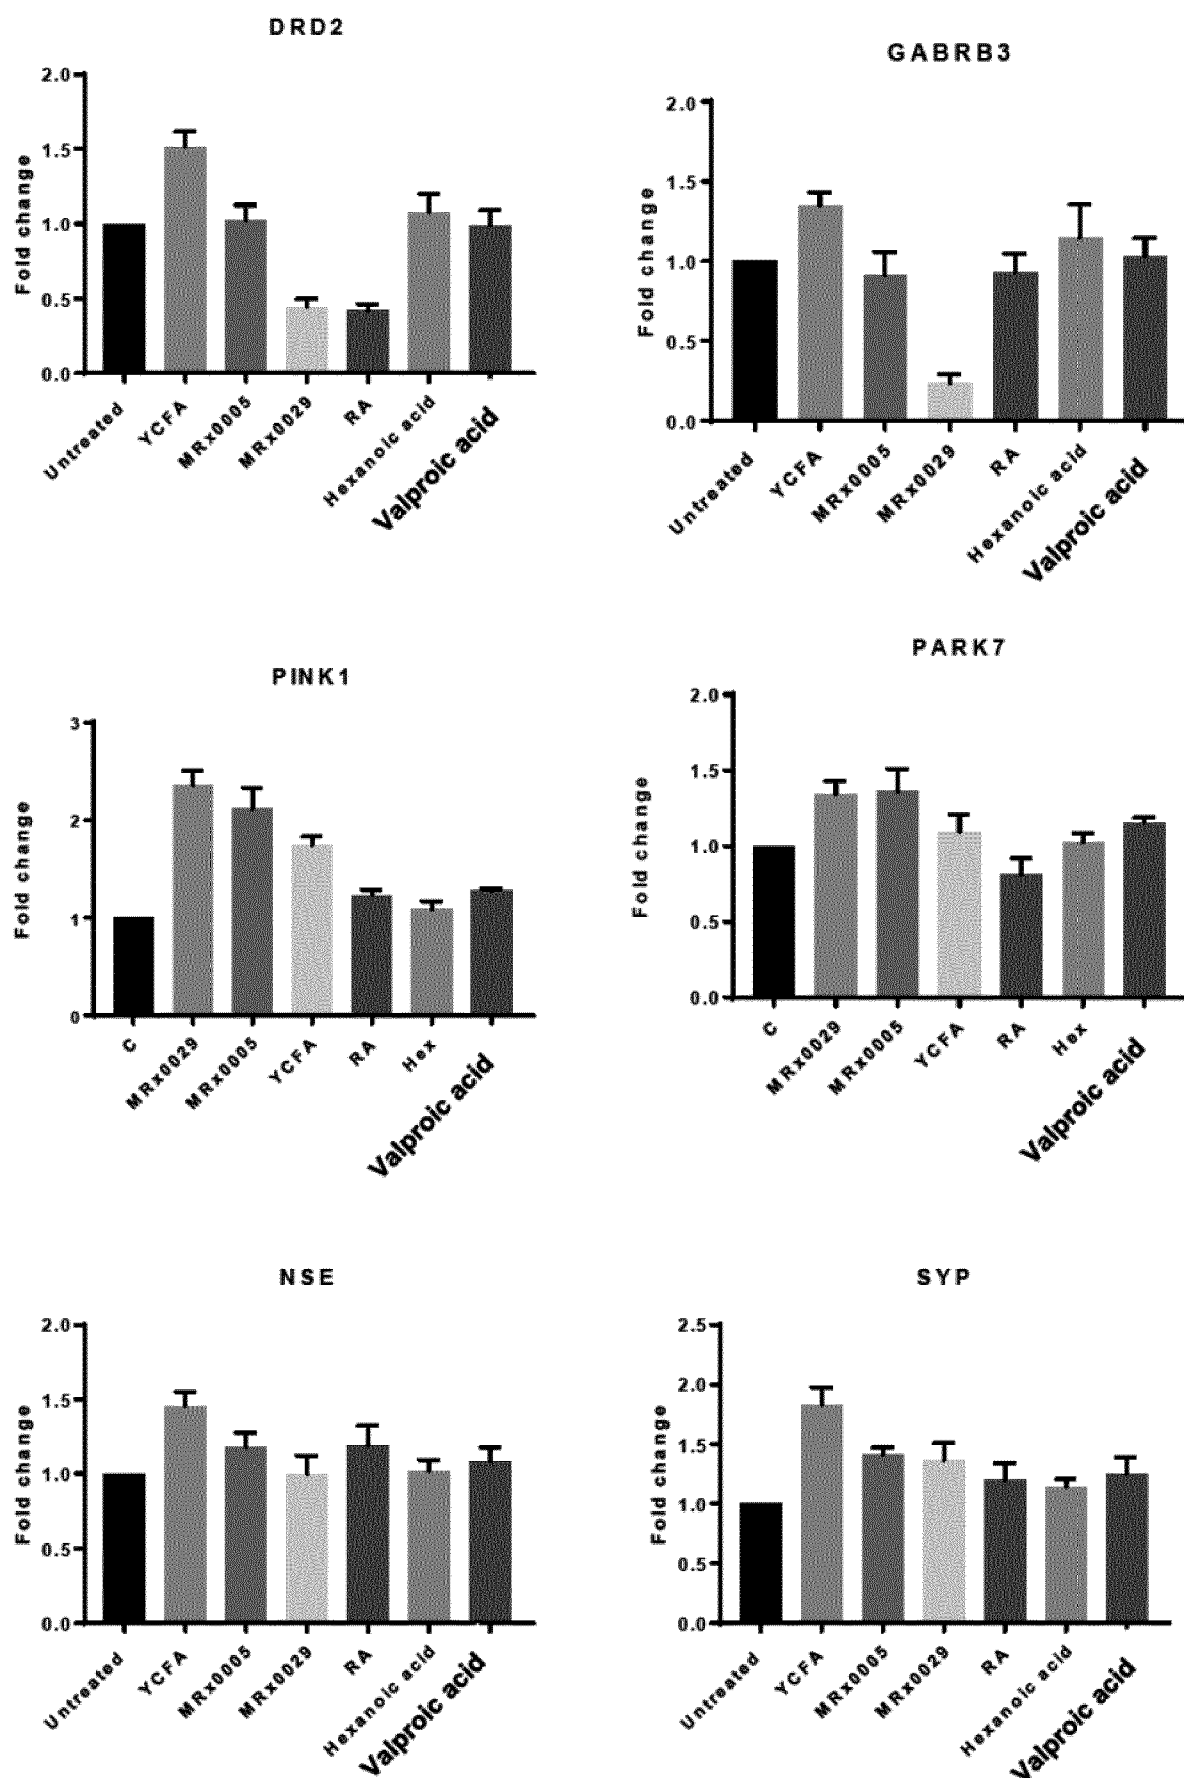 DRD2
Fold change
2.0
1.5
1.0
0.5
0.0
Untreated
YCFA
MRx0005
MRx0029
RA
Hexanoic acid
Valproic acid
GABRB3
Fold change
2.0
1.5
1.0
0.5
0.0
Untreated
YCFA
MRx0005
MRx0029
RA
Hexanoic acid
Valproic acid
PINK1
Fold change
3
2
1
0
C
MRx0029
MRx0005
YCFA
RA
Hex
Valproic acid
PARK7
Fold change
2.0
1.5
1.0
0.5
0.0
C
MRx0029
MRx0005
YCFA
RA
Hex
Valproic acid
NSE
Fold change
2.0
1.5
1.0
0.5
0.0
Untreated
YCFA
MRx0005
MRx0029
RA
Hexanoic acid
Valproic acid
SYP
Fold change
2.5
2.0
1.5
1.0
0.5
0.0
Untreated
YCFA
MRx0005
MRx0029
RA
Hexanoic acid
Valproic acid